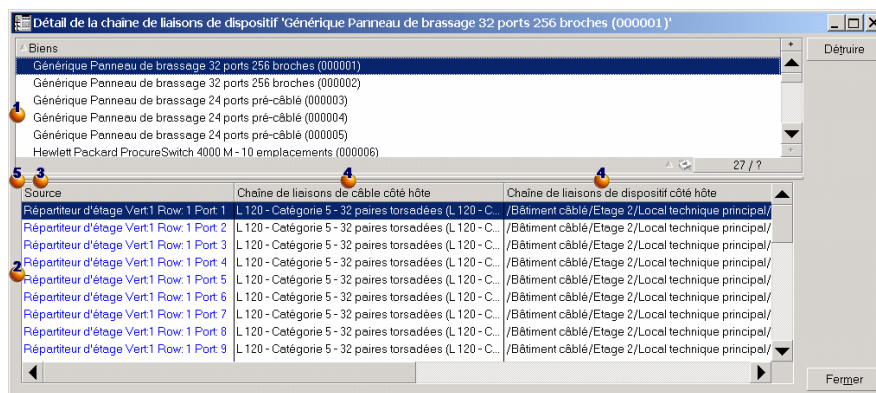 Détail de la chaîne de liaisons de dispositif 'Générique Panneau de brassage 32 ports 256 broches (000001)'
Biens
+
Détruire
Générique Panneau de brassage 32 ports 256 broches (000001)
Générique Panneau de brassage 32 ports 256 broches (000002)
Générique Panneau de brassage 24 ports pré-câblé (000003)
1
Générique Panneau de brassage 24 ports pré-câblé (000004)
Générique Panneau de brassage 24 ports pré-câblé (000005)
Hewlett Packard ProcureSwitch 4000 M - 10 emplacements (000006)
+
27 / ?
5 3 4 4
Source Chaîne de liaisons de câble côté hôte Chaîne de liaisons de dispositif côté hôte
Répartiteur d'étage Vert:1 Row: 1 Port: 1 L 120 - Catégorie 5 - 32 paires torsadées (L 120 - C... /Bâtiment câblé/Etage 2/Local technique principal/
Répartiteur d'étage Vert:1 Row: 1 Port: 2 L 120 - Catégorie 5 - 32 paires torsadées (L 120 - C... /Bâtiment câblé/Etage 2/Local technique principal/
Répartiteur d'étage Vert:1 Row: 1 Port: 3 L 120 - Catégorie 5 - 32 paires torsadées (L 120 - C... /Bâtiment câblé/Etage 2/Local technique principal/
Répartiteur d'étage Vert:1 Row: 1 Port: 4 L 120 - Catégorie 5 - 32 paires torsadées (L 120 - C... /Bâtiment câblé/Etage 2/Local technique principal/
2
Répartiteur d'étage Vert:1 Row: 1 Port: 5 L 120 - Catégorie 5 - 32 paires torsadées (L 120 - C... /Bâtiment câblé/Etage 2/Local technique principal/
Répartiteur d'étage Vert:1 Row: 1 Port: 6 L 120 - Catégorie 5 - 32 paires torsadées (L 120 - C... /Bâtiment câblé/Etage 2/Local technique principal/
Répartiteur d'étage Vert:1 Row: 1 Port: 7 L 120 - Catégorie 5 - 32 paires torsadées (L 120 - C... /Bâtiment câblé/Etage 2/Local technique principal/
Répartiteur d'étage Vert:1 Row: 1 Port: 8 L 120 - Catégorie 5 - 32 paires torsadées (L 120 - C... /Bâtiment câblé/Etage 2/Local technique principal/
Répartiteur d'étage Vert:1 Row: 1 Port: 9 L 120 - Catégorie 5 - 32 paires torsadées (L 120 - C... /Bâtiment câblé/Etage 2/Local technique principal/
Fermer